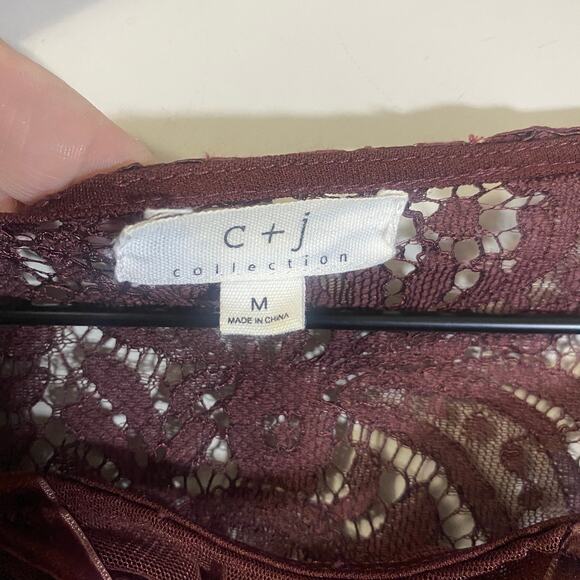 c + j
collection
M
MADE IN CHINA